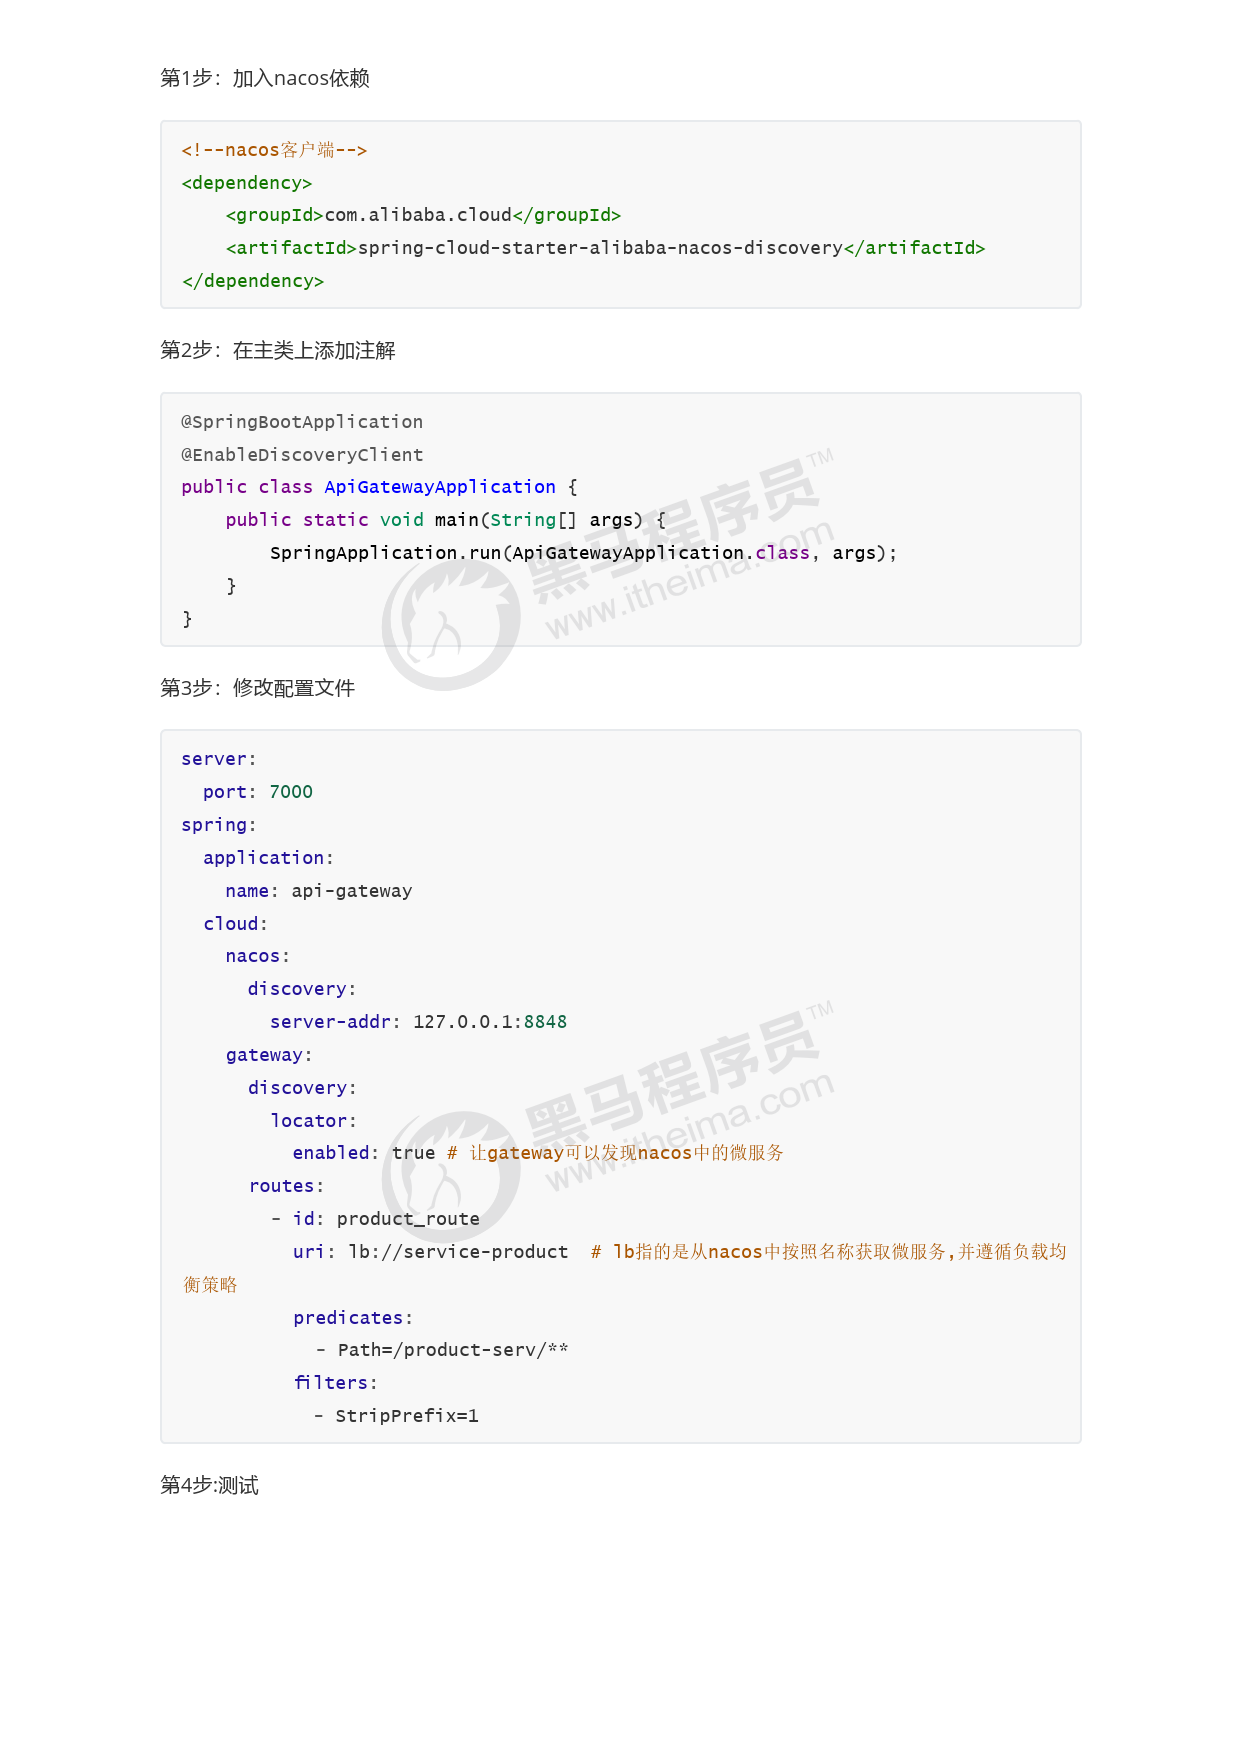 第1步：加入nacos依赖
<!--nacos客户端-->
<dependency>
    <groupId>com.alibaba.cloud</groupId>
    <artifactId>spring-cloud-starter-alibaba-nacos-discovery</artifactId>
</dependency>
第2步：在主类上添加注解
@SpringBootApplication
@EnableDiscoveryClient
public class ApiGatewayApplication {
    public static void main(String[] args) {
        SpringApplication.run(ApiGatewayApplication.class, args);
    }
}
黑马程序员™
www.itheima.com
第3步：修改配置文件
server:
  port: 7000
spring:
  application:
    name: api-gateway
  cloud:
    nacos:
      discovery:
        server-addr: 127.0.0.1:8848
    gateway:
      discovery:
        locator:
          enabled: true # 让gateway可以发现nacos中的微服务
      routes:
        - id: product_route
          uri: lb://service-product  # lb指的是从nacos中按照名称获取微服务,并遵循负载均
衡策略
          predicates:
            - Path=/product-serv/**
          filters:
            - StripPrefix=1
黑马程序员™
www.itheima.com
第4步:测试